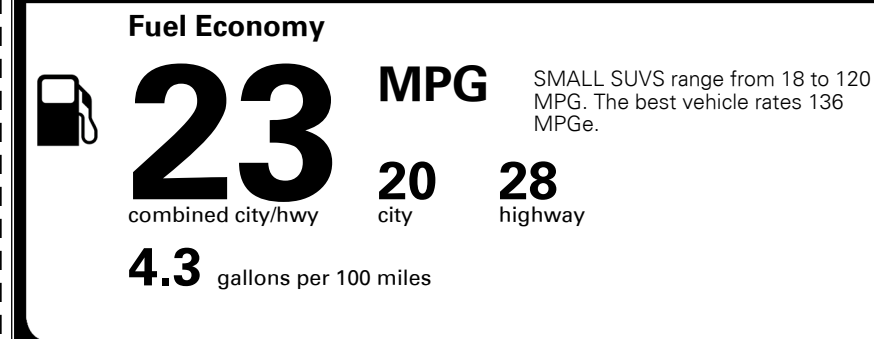 Fuel Economy
23
MPG
SMALL SUVS range from 18 to 120
MPG. The best vehicle rates 136
MPGe.
combined city/hwy
20
city
28
highway
4.3 gallons per 100 miles